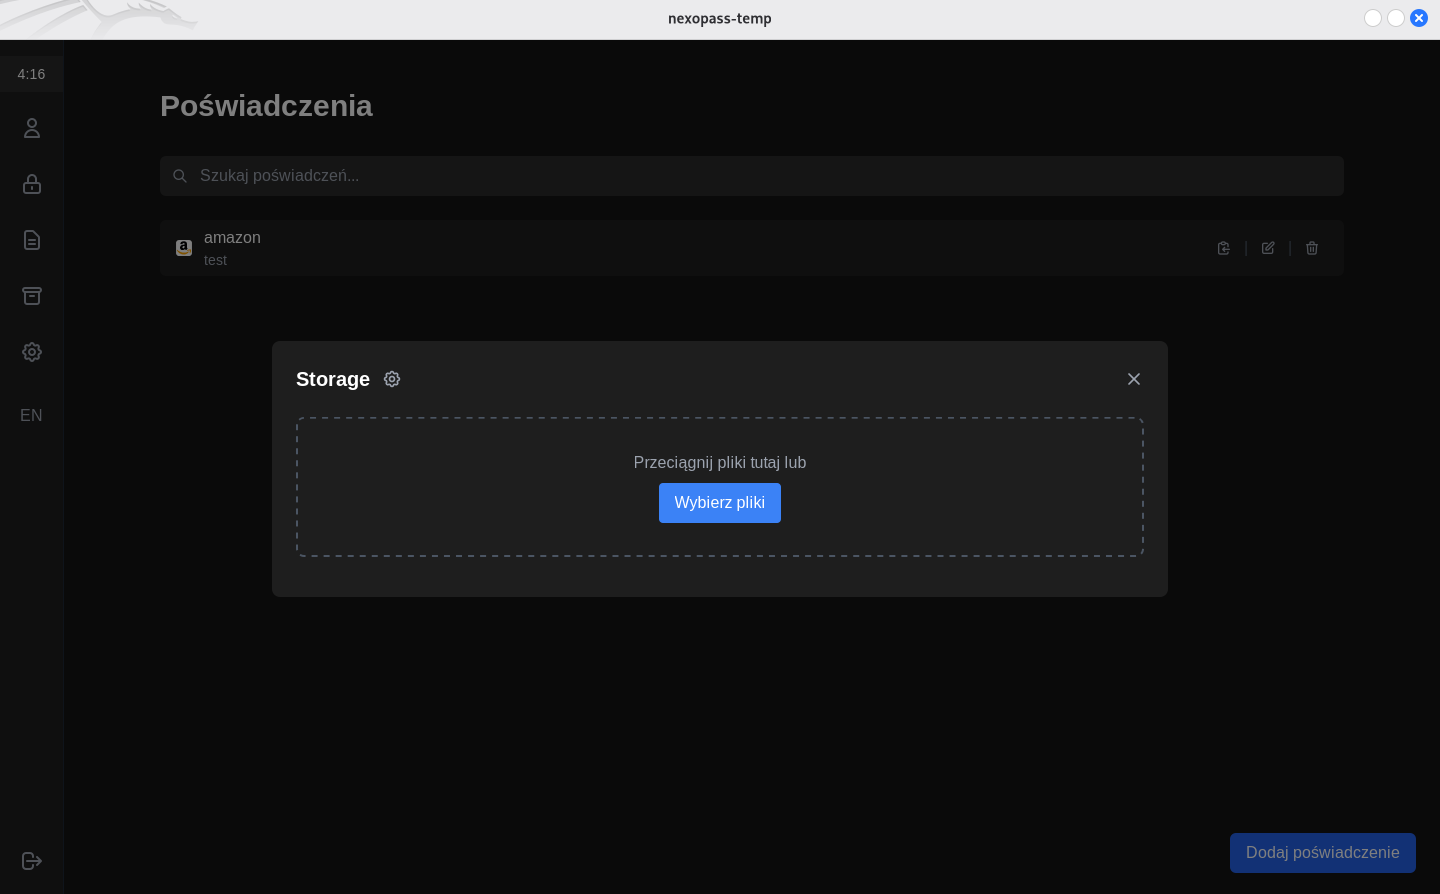 nexopass-temp
4:16
Poświadczenia
Szukaj poświadczeń...
amazon
test
EN
Storage
Przeciągnij pliki tutaj lub
Wybierz pliki
Dodaj poświadczenie